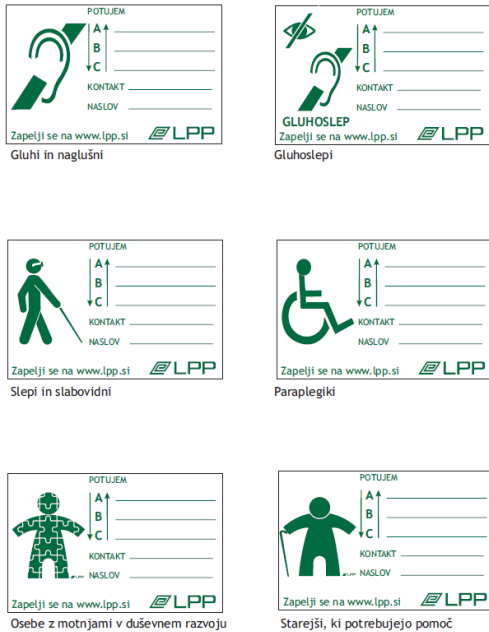 POTUJEM
A
B
C
KONTAKT
NASLOV
Zapelji se na www.lpp.si LPP
Gluhi in naglušni
POTUJEM
A
B
C
KONTAKT
NASLOV
GLUHOSLEP
Zapelji se na www.lpp.si LPP
Gluhoslepi
POTUJEM
A
B
C
KONTAKT
NASLOV
Zapelji se na www.lpp.si LPP
Slepi in slabovidni
POTUJEM
A
B
C
KONTAKT
NASLOV
Zapelji se na www.lpp.si LPP
Paraplegiki
POTUJEM
A
B
C
KONTAKT
NASLOV
Zapelji se na www.lpp.si LPP
Osebe z motnjami v duševnem razvoju
POTUJEM
A
B
C
KONTAKT
NASLOV
Zapelji se na www.lpp.si LPP
Starejši, ki potrebujejo pomoč